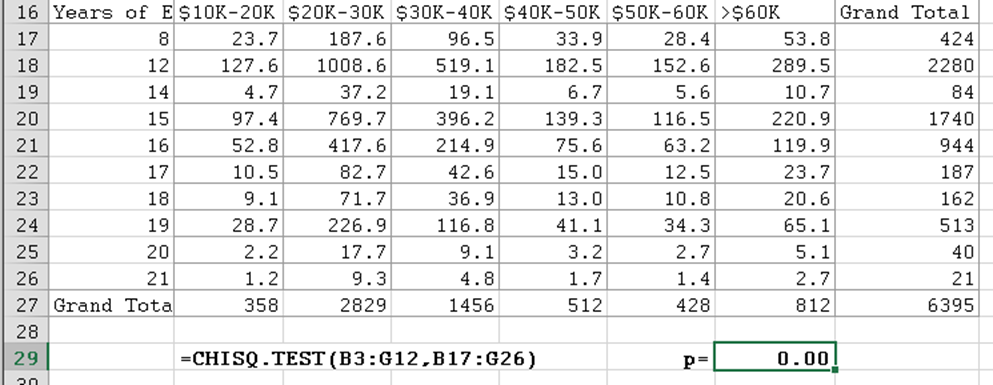 16 Years of E $10K-20K $20K-30K $30K-40K $40K-50K $50K-60K >$60K Grand Total
17 8 23.7 187.6 96.5 33.9 28.4 53.8 424
18 12 127.6 1008.6 519.1 182.5 152.6 289.5 2280
19 14 4.7 37.2 19.1 6.7 5.6 10.7 84
20 15 97.4 769.7 396.2 139.3 116.5 220.9 1740
21 16 52.8 417.6 214.9 75.6 63.2 119.9 944
22 17 10.5 82.7 42.6 15.0 12.5 23.7 187
23 18 9.1 71.7 36.9 13.0 10.8 20.6 162
24 19 28.7 226.9 116.8 41.1 34.3 65.1 513
25 20 2.2 17.7 9.1 3.2 2.7 5.1 40
26 21 1.2 9.3 4.8 1.7 1.4 2.7 21
27 Grand Tota 358 2829 1456 512 428 812 6395
28
29 =CHISQ.TEST(B3:G12,B17:G26) p= 0.00